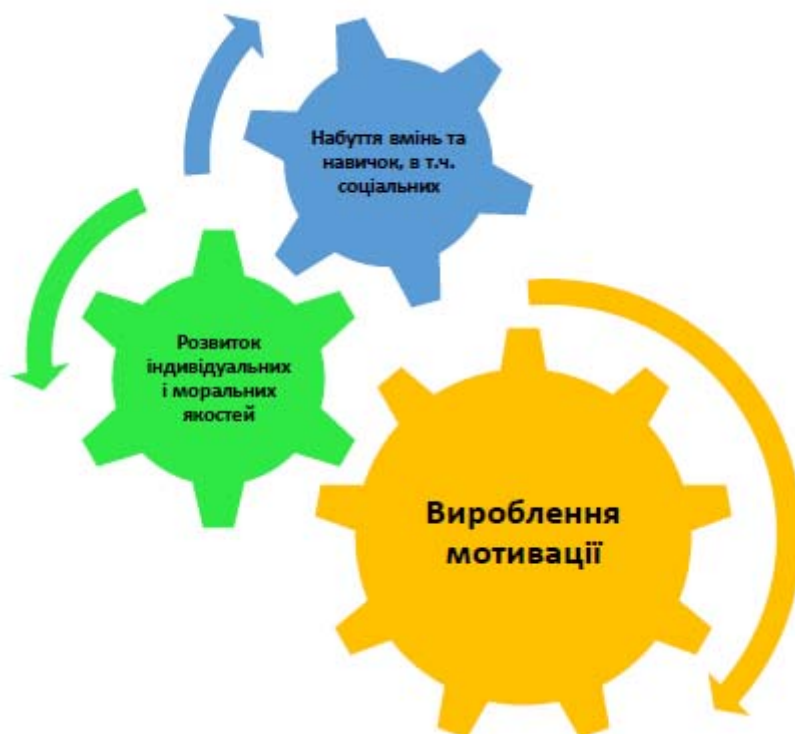 Набуття вмінь та
навичок, в т.ч.
соціальних
Розвиток
індивідуальних
і моральних
якостей
Вироблення
мотивації